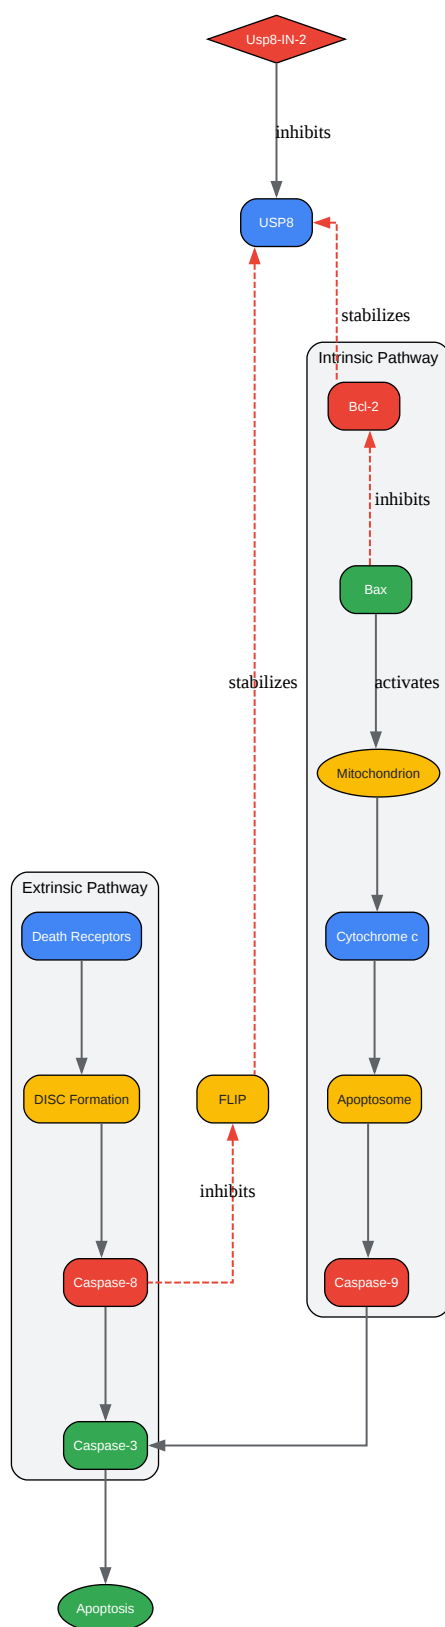 Usp8-IN-2
inhibits
USP8
stabilizes
Intrinsic Pathway
Bcl-2
inhibits
Bax
stabilizes
activates
Mitochondrion
Extrinsic Pathway
Death Receptors
Cytochrome c
DISC Formation
FLIP
Apoptosome
inhibits
Caspase-8
Caspase-9
Caspase-3
Apoptosis